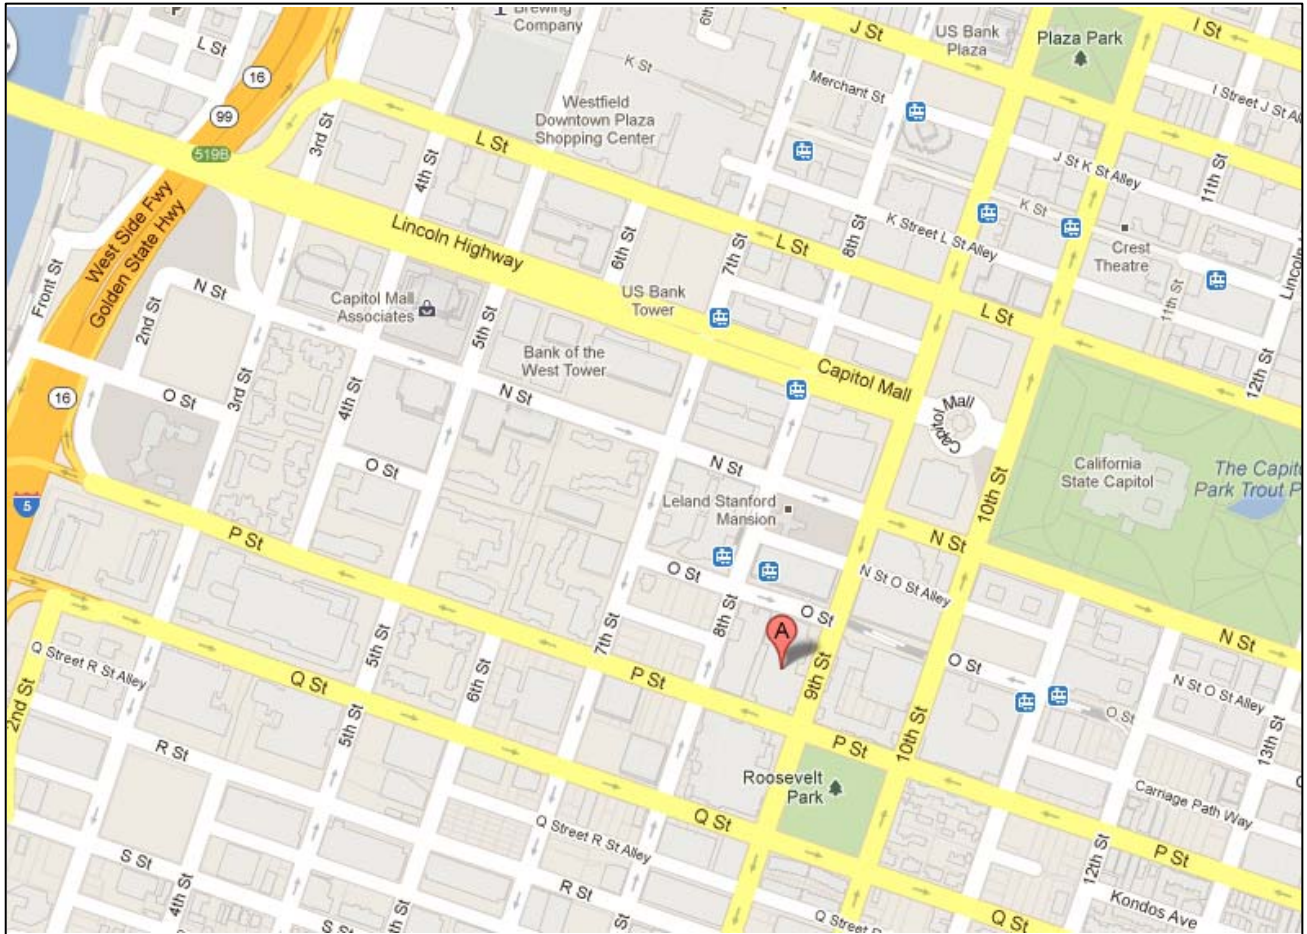 Brewing
Company
6th
J St
US Bank
Plaza
Plaza Park
I St
L St
16
K St
Merchant St
I Street J St
99
3rd St
Westfield
Downtown Plaza
Shopping Center
519B
4th St
L St
J St K St Alley
11th St
West Side Fwy
Golden State Hwy
Lincoln Highway
6th St
7th St
L St
8th St
K Street L St Alley
K St
Crest
Theatre
Front St
2nd St
N St
Capitol Mall
Associates
5th St
US Bank
Tower
L St
11th St
Lincoln
Bank of the
West Tower
Capitol Mall
12th St
16
O St
3rd St
4th St
N St
Capitol Mall
5
O St
N St
Leland Stanford
Mansion
10th St
California
State Capitol
The
Park Trout
P St
N St
O St
8th St
N St O St Alley
O St
A
N St
Q Street R St Alley
2nd St
Q St
5th St
6th St
7th St
P St
9th St
O St
10th St
N St O St Alley
O St
13th St
R St
5th St
P St
Roosevelt
Park
Carriage Path Way
Q St
Q Street R St Alley
P St
S St
4th St
R St
St
12th St
Kondos Ave
S St
Q Street
Q St